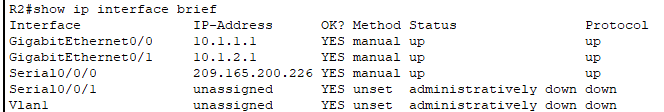 R2#show ip interface brief
Interface              IP-Address      OK? Method Status                Protocol
GigabitEthernet0/0     10.1.1.1        YES manual up                    up
GigabitEthernet0/1     10.1.2.1        YES manual up                    up
Serial0/0/0            209.165.200.226 YES manual up                    up
Serial0/0/1            unassigned      YES unset  administratively down down
Vlan1                  unassigned      YES unset  administratively down down